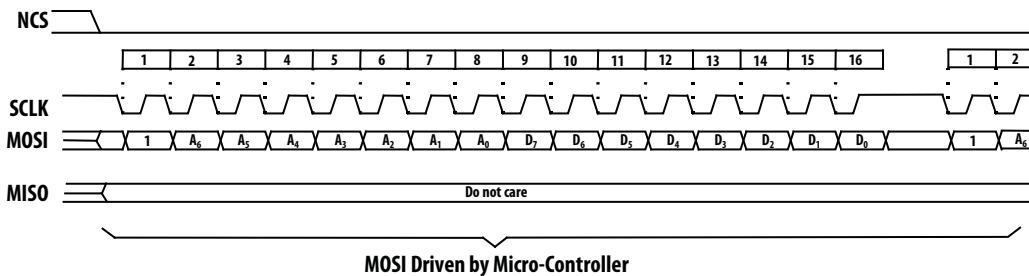 NCS
1 2 3 4 5 6 7 8 9 10 11 12 13 14 15 16 1 2
SCLK
MOSI 1 A₆ A₅ A₄ A₃ A₂ A₁ A₀ D₇ D₆ D₅ D₄ D₃ D₂ D₁ D₀ 1 A₆
MISO Do not care
MOSI Driven by Micro-Controller